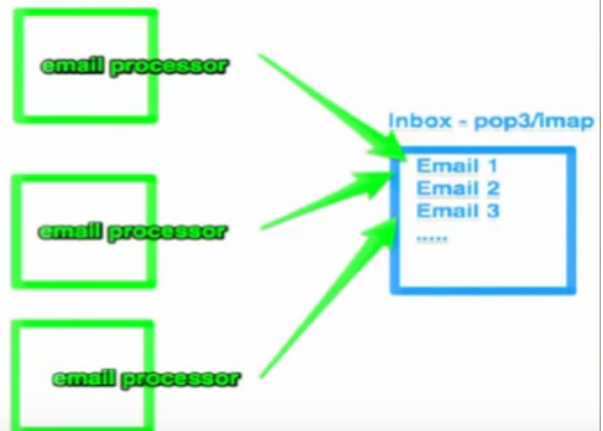 email processor
Inbox - pop3/imap
Email 1
Email 2
Email 3
.....
email processor
email processor